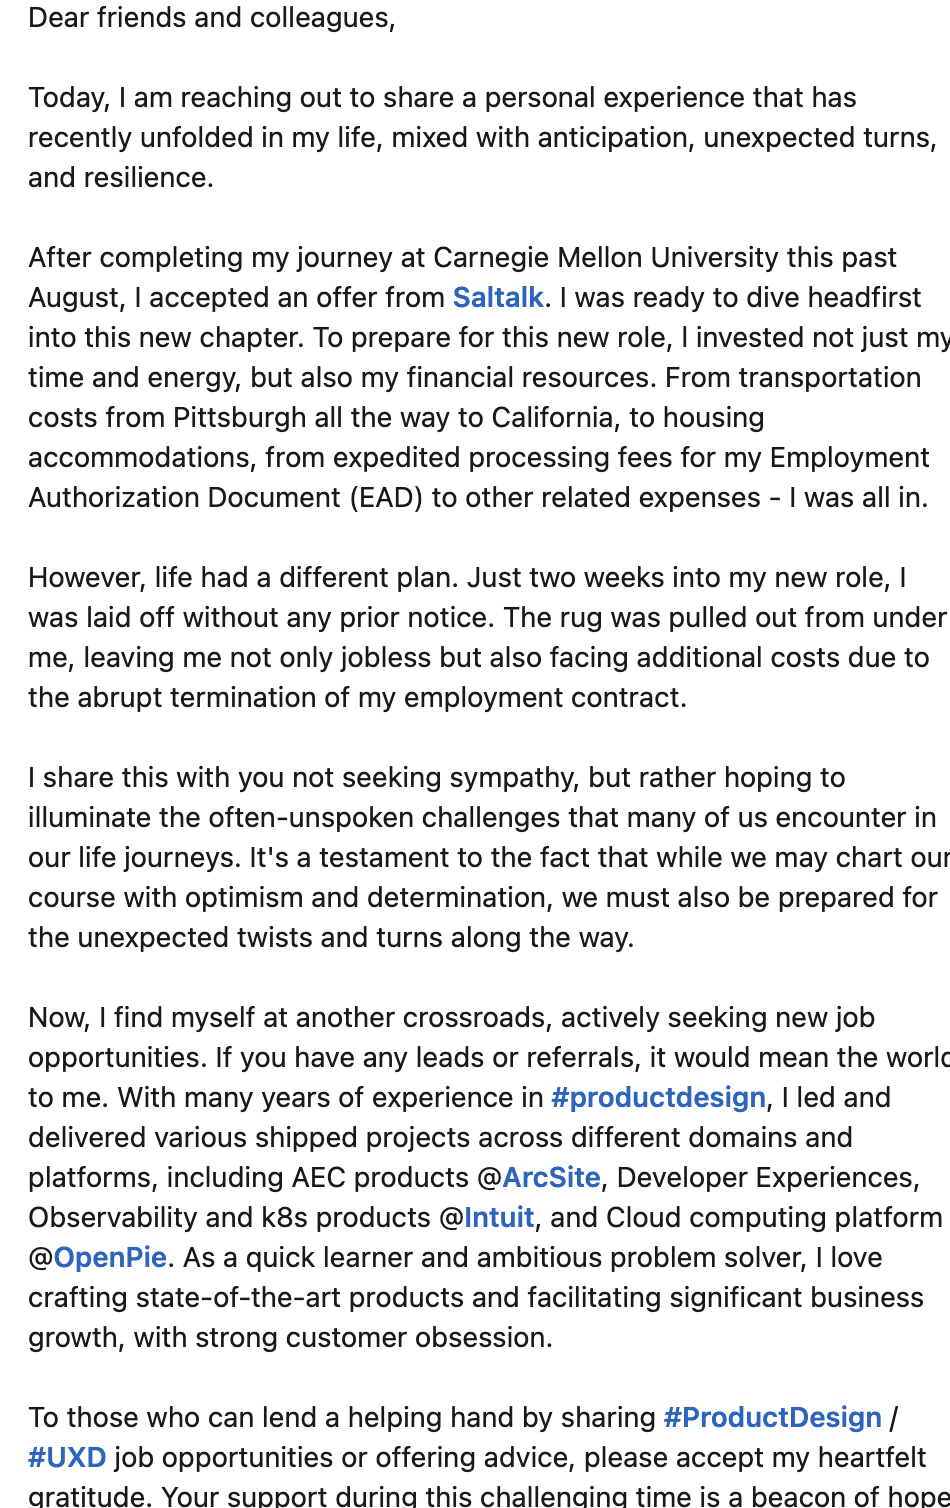 Dear friends and colleagues,
Today, I am reaching out to share a personal experience that has
recently unfolded in my life, mixed with anticipation, unexpected turns,
and resilience.
After completing my journey at Carnegie Mellon University this past
August, I accepted an offer from Saltalk. I was ready to dive headfirst
into this new chapter. To prepare for this new role, I invested not just my
time and energy, but also my financial resources. From transportation
costs from Pittsburgh all the way to California, to housing
accommodations, from expedited processing fees for my Employment
Authorization Document (EAD) to other related expenses - I was all in.
However, life had a different plan. Just two weeks into my new role, I
was laid off without any prior notice. The rug was pulled out from under
me, leaving me not only jobless but also facing additional costs due to
the abrupt termination of my employment contract.
I share this with you not seeking sympathy, but rather hoping to
illuminate the often-unspoken challenges that many of us encounter in
our life journeys. It's a testament to the fact that while we may chart our
course with optimism and determination, we must also be prepared for
the unexpected twists and turns along the way.
Now, I find myself at another crossroads, actively seeking new job
opportunities. If you have any leads or referrals, it would mean the world
to me. With many years of experience in #productdesign, I led and
delivered various shipped projects across different domains and
platforms, including AEC products @ArcSite, Developer Experiences,
Observability and k8s products @Intuit, and Cloud computing platform
@OpenPie. As a quick learner and ambitious problem solver, I love
crafting state-of-the-art products and facilitating significant business
growth, with strong customer obsession.
To those who can lend a helping hand by sharing #ProductDesign /
#UXD job opportunities or offering advice, please accept my heartfelt
gratitude. Your support during this challenging time is a beacon of hope